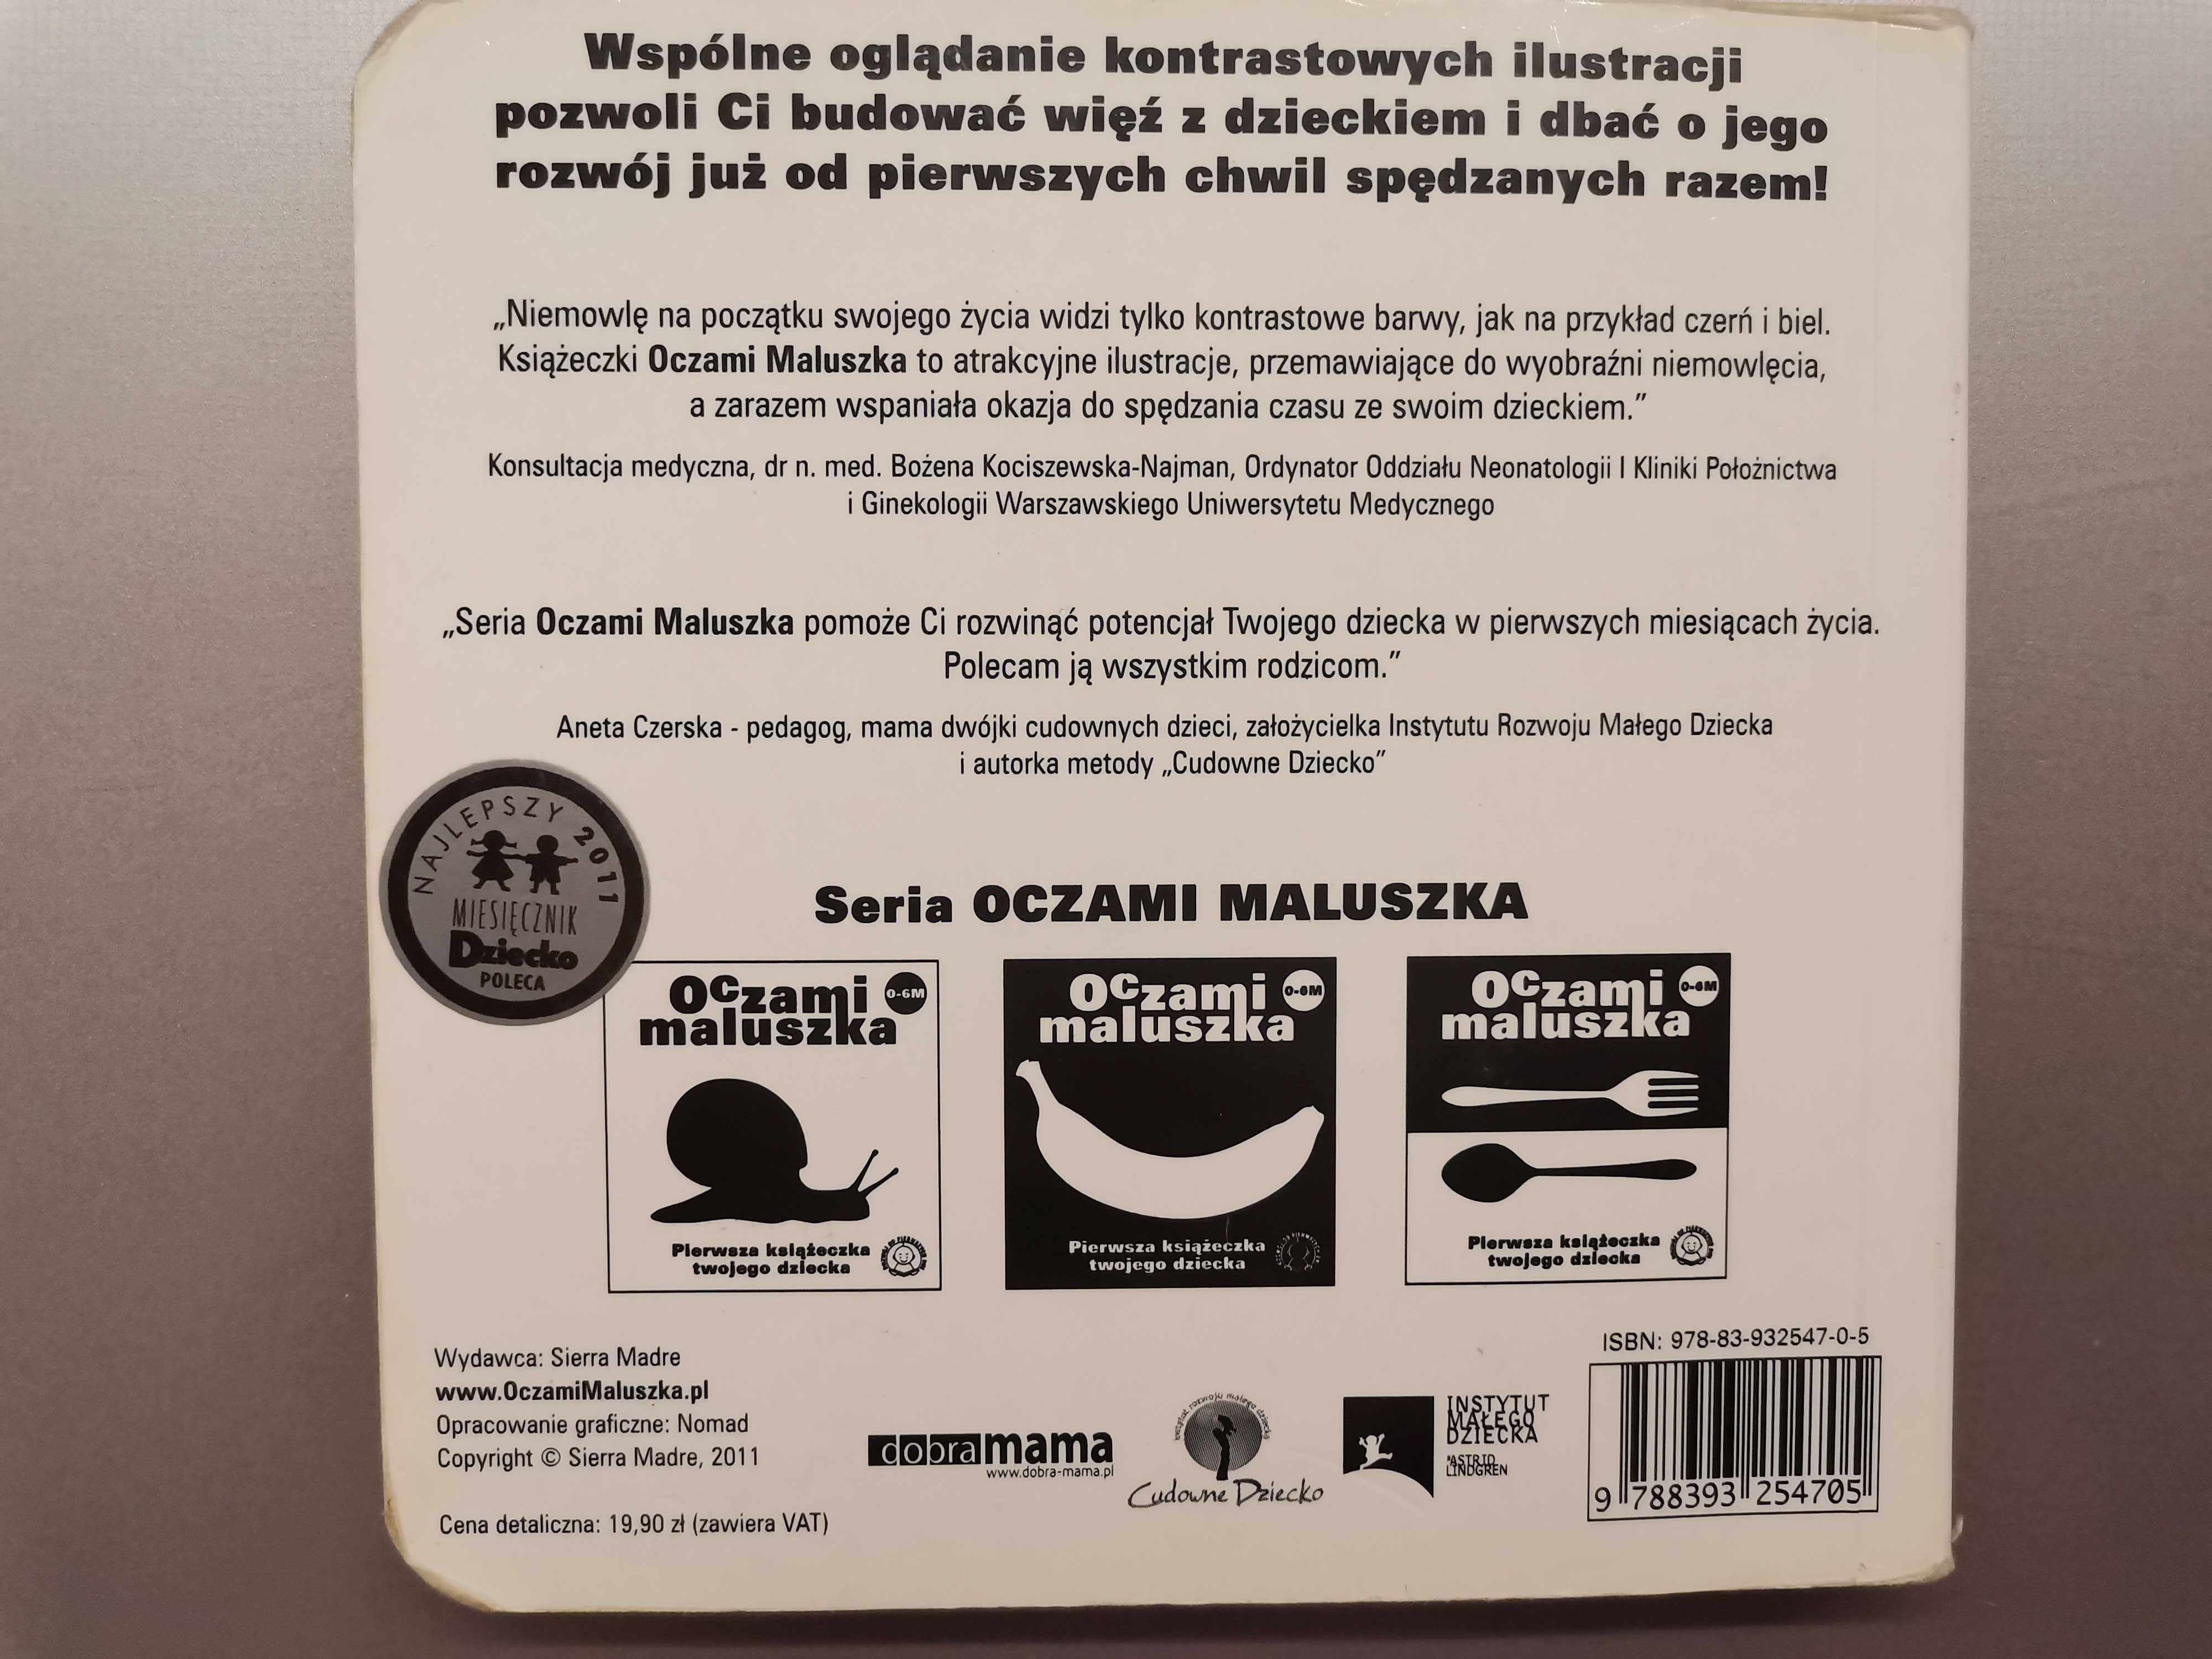 Wspólne oglądanie kontrastowych ilustracji
pozwoli Ci budować więź z dzieckiem i dbać o jego
rozwój już od pierwszych chwil spędzanych razem!
„Niemowlę na początku swojego życia widzi tylko kontrastowe barwy, jak na przykład czerń i biel.
Książeczki Oczami Maluszka to atrakcyjne ilustracje, przemawiające do wyobraźni niemowlęcia,
a zarazem wspaniała okazja do spędzania czasu ze swoim dzieckiem.”
Konsultacja medyczna, dr n. med. Bożena Kociszewska-Najman, Ordynator Oddziału Neonatologii I Kliniki Położnictwa
i Ginekologii Warszawskiego Uniwersytetu Medycznego
„Seria Oczami Maluszka pomoże Ci rozwinąć potencjał Twojego dziecka w pierwszych miesiącach życia.
Polecam ją wszystkim rodzicom.”
Aneta Czerska - pedagog, mama dwójki cudownych dzieci, założycielka Instytutu Rozwoju Małego Dziecka
i autorka metody „Cudowne Dziecko”
NAJLEPSZY 2011
MIESIĘCZNIK
Dziecko
POLECA
Seria OCZAMI MALUSZKA
Oczami 0-6M
maluszka
Pierwsza książeczka
twojego dziecka
Oczami 0-6M
maluszka
Pierwsza książeczka
twojego dziecka
Oczami 0-6M
maluszka
Pierwsza książeczka
twojego dziecka
Wydawca: Sierra Madre
www.OczamiMaluszka.pl
Opracowanie graficzne: Nomad
Copyright © Sierra Madre, 2011
Cena detaliczna: 19,90 zł (zawiera VAT)
dobramama
www.dobra-mama.pl
instytut rozwoju małego dziecka
Cudowne Dziecko
INSTYTUT
MAŁEGO
DZIECKA
ASTRID
LINDGREN
ISBN: 978-83-932547-0-5
9 788393 254705